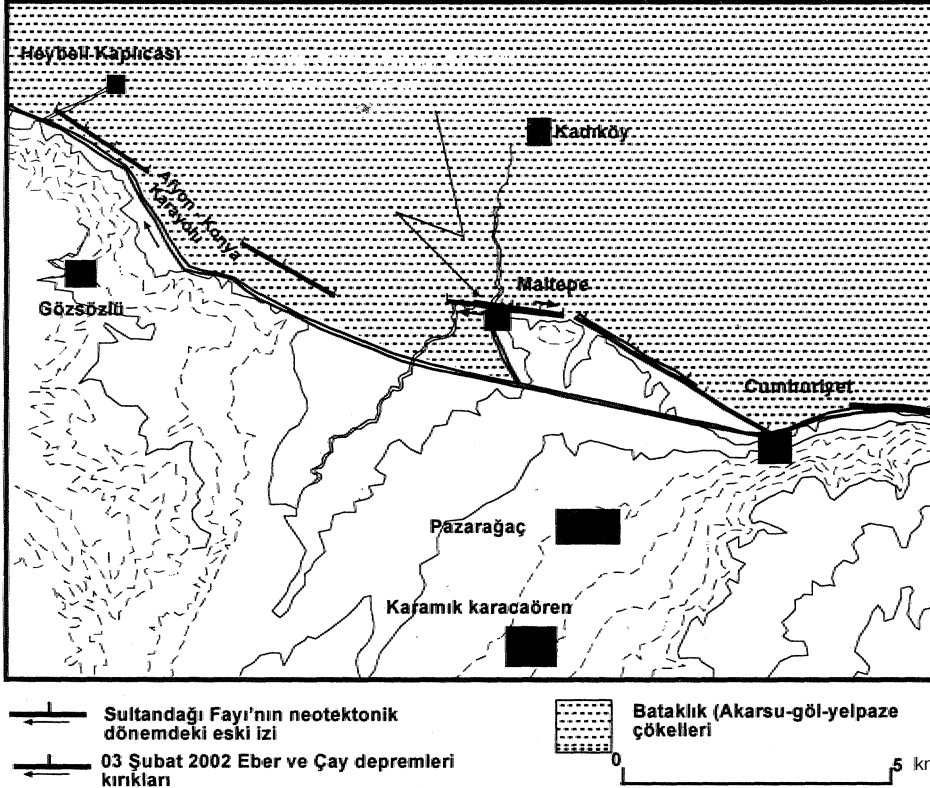 Heybeli Kaplıcası
Kadıköy
Afyon - Konya
Karayolu
Maltepe
Gözsözlü
Cumhuriyet
Pazarağaç
Karamık karacaören
Sultandağı Fayı'nın neotektonik
dönemdeki eski izi
03 Şubat 2002 Eber ve Çay depremleri
kırıkları
Bataklık (Akarsu-göl-yelpaze
çökelleri
0 5 km